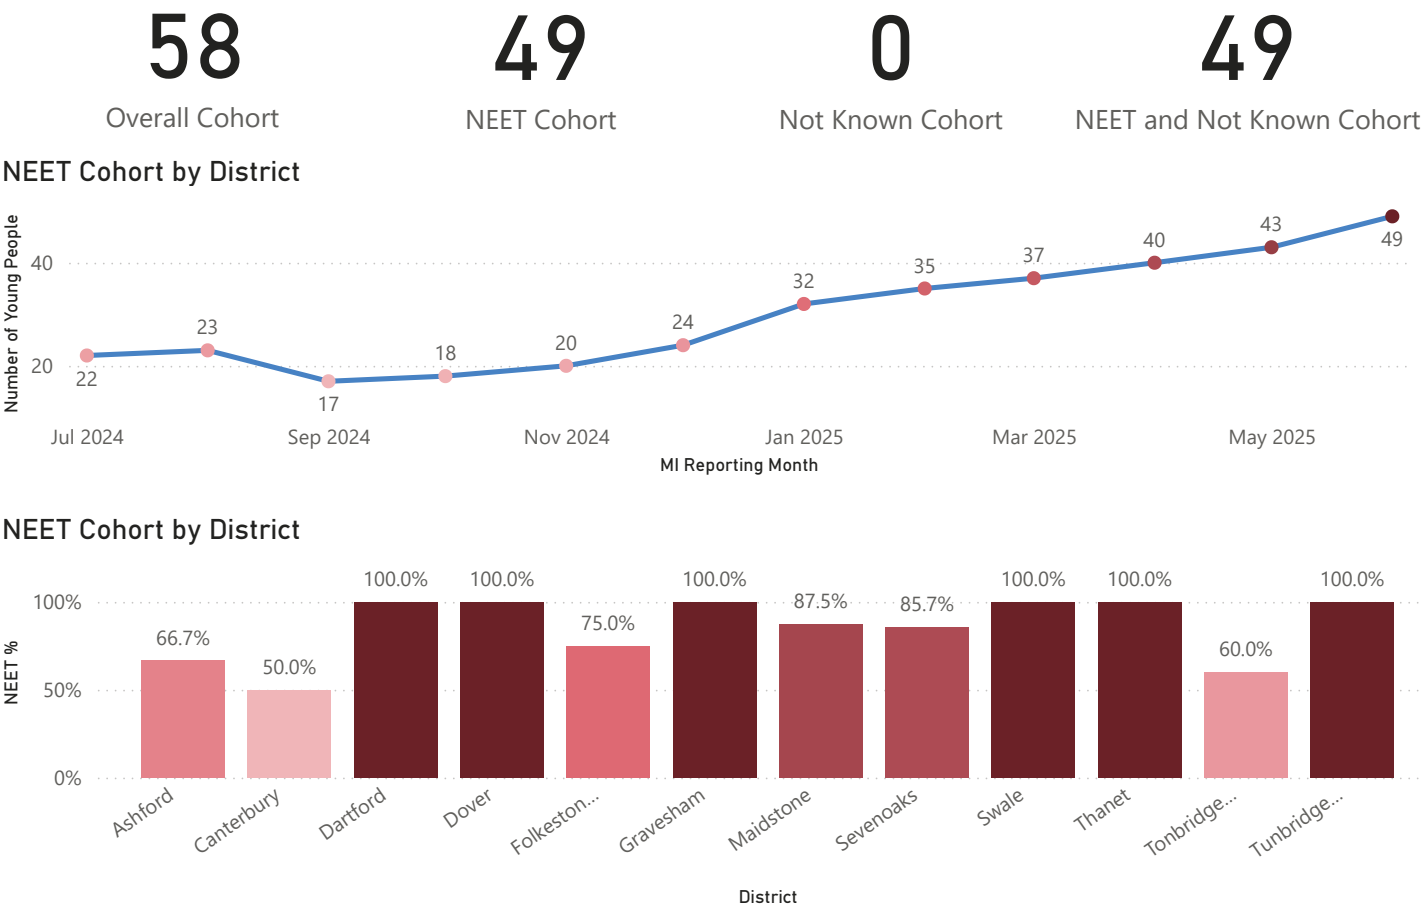 58
49
0
49
Overall Cohort
NEET Cohort
Not Known Cohort
NEET and Not Known Cohort
NEET Cohort by District
Number of Young People
40
20
22
23
17
18
20
24
32
35
37
40
43
49
Jul 2024
Sep 2024
Nov 2024
Jan 2025
Mar 2025
May 2025
MI Reporting Month
NEET Cohort by District
NEET %
100%
50%
0%
66.7%
50.0%
100.0%
100.0%
75.0%
100.0%
87.5%
85.7%
100.0%
100.0%
60.0%
100.0%
Ashford
Canterbury
Dartford
Dover
Folkeston...
Gravesham
Maidstone
Sevenoaks
Swale
Thanet
Tonbridge...
Tunbridge...
District